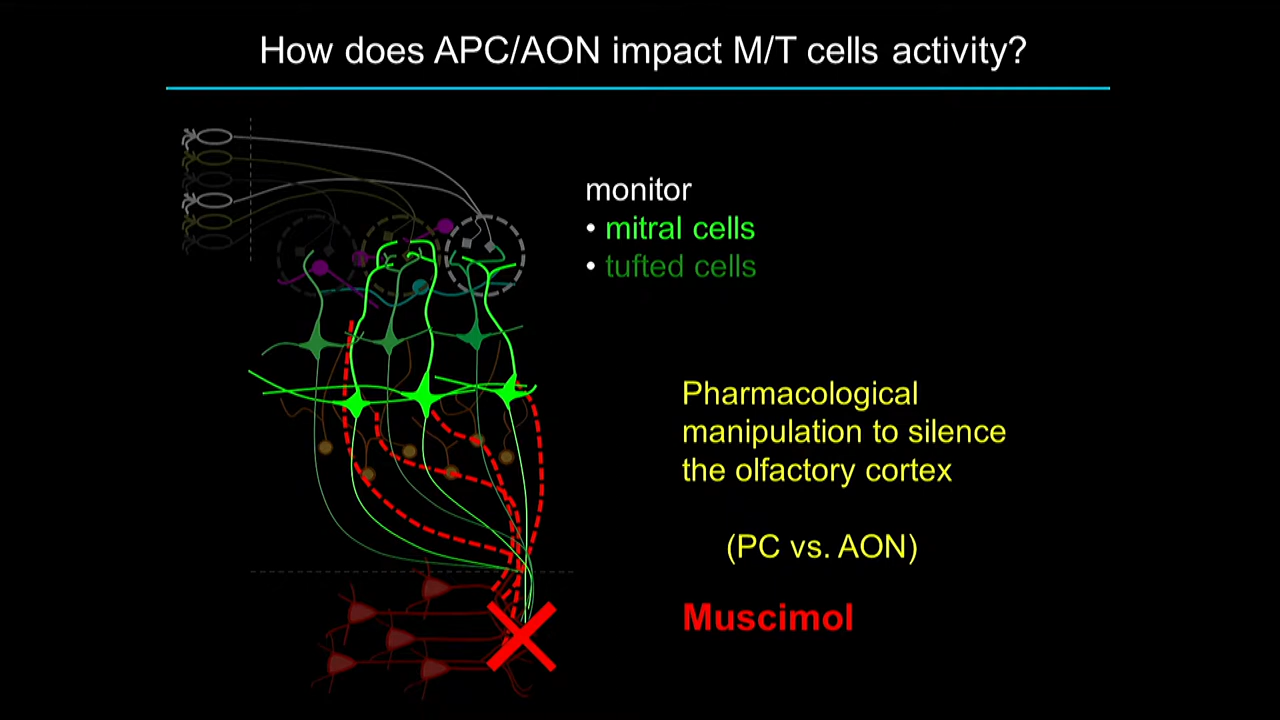 How does APC/AON impact M/T cells activity?
monitor
• mitral cells
• tufted cells
Pharmacological
manipulation to silence
the olfactory cortex
(PC vs. AON)
Muscimol